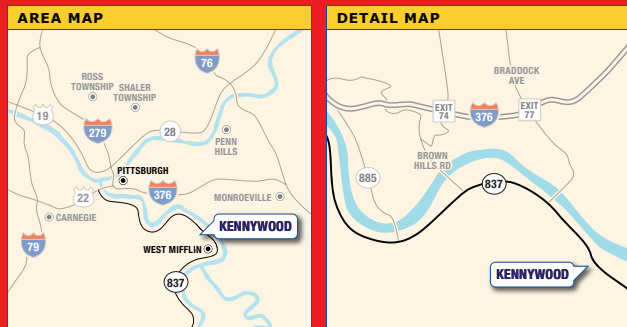 AREA MAP
76
ROSS
TOWNSHIP
SHALER
TOWNSHIP
19
279
28
PENN
HILLS
PITTSBURGH
376
22
MONROEVILLE
CARNEGIE
KENNYWOOD
79
WEST MIFFLIN
837
DETAIL MAP
BRADDOCK
AVE
EXIT
74
376
EXIT
77
BROWN
HILLS RD
885
837
KENNYWOOD